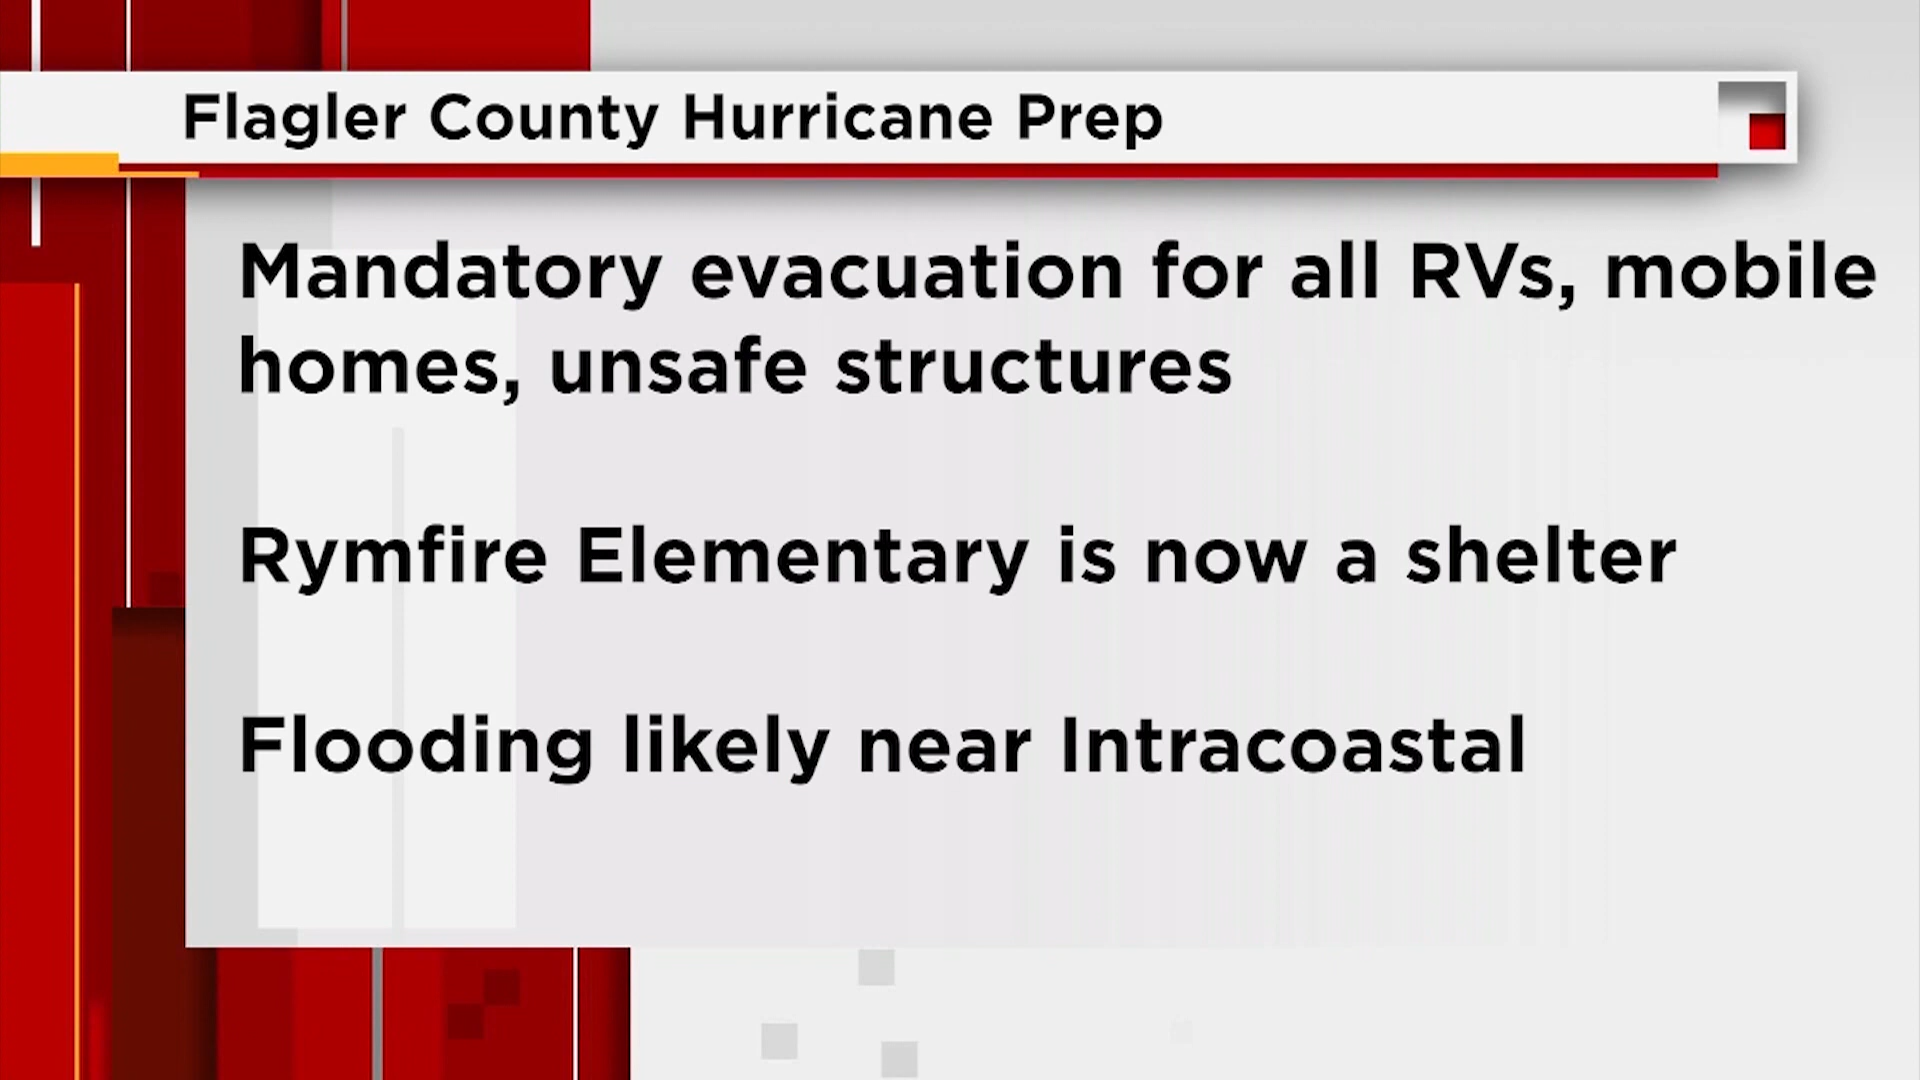 Flagler County Hurricane Prep
Mandatory evacuation for all RVs, mobile
homes, unsafe structures
Rymfire Elementary is now a shelter
Flooding likely near Intracoastal